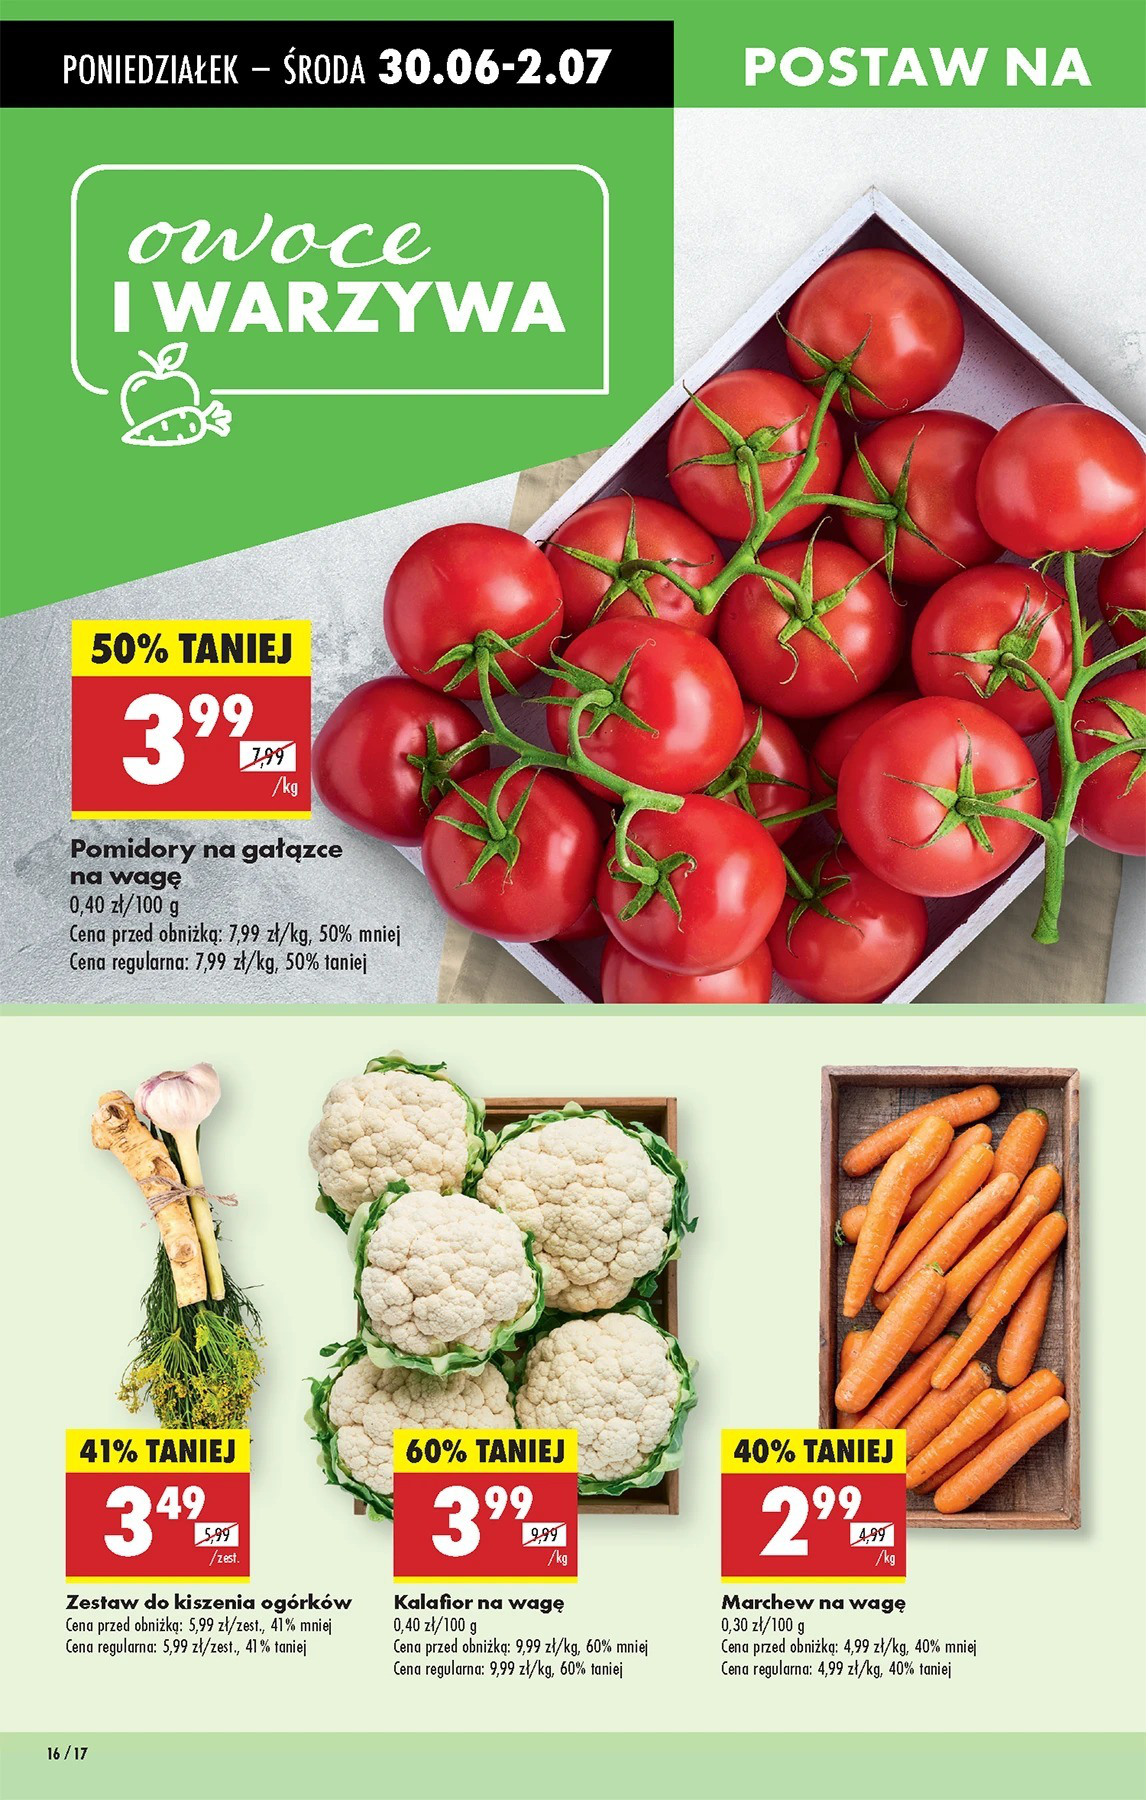 PONIEDZIAŁEK – ŚRODA 30.06-2.07
POSTAW NA
owoce
I WARZYWA
50% TANIEJ
3 99
7,99
/kg
Pomidory na gałązce
na wagę
0,40 zł/100 g
Cena przed obniżką: 7,99 zł/kg, 50% mniej
Cena regularna: 7,99 zł/kg, 50% taniej
41% TANIEJ
3 49
5,99
/zest.
Zestaw do kiszenia ogórków
Cena przed obniżką: 5,99 zł/zest., 41% mniej
Cena regularna: 5,99 zł/zest., 41% taniej
60% TANIEJ
3 99
9,99
/kg
Kalafior na wagę
0,40 zł/100 g
Cena przed obniżką: 9,99 zł/kg, 60% mniej
Cena regularna: 9,99 zł/kg, 60% taniej
40% TANIEJ
2 99
4,99
/kg
Marchew na wagę
0,30 zł/100 g
Cena przed obniżką: 4,99 zł/kg, 40% mniej
Cena regularna: 4,99 zł/kg, 40% taniej
16 / 17